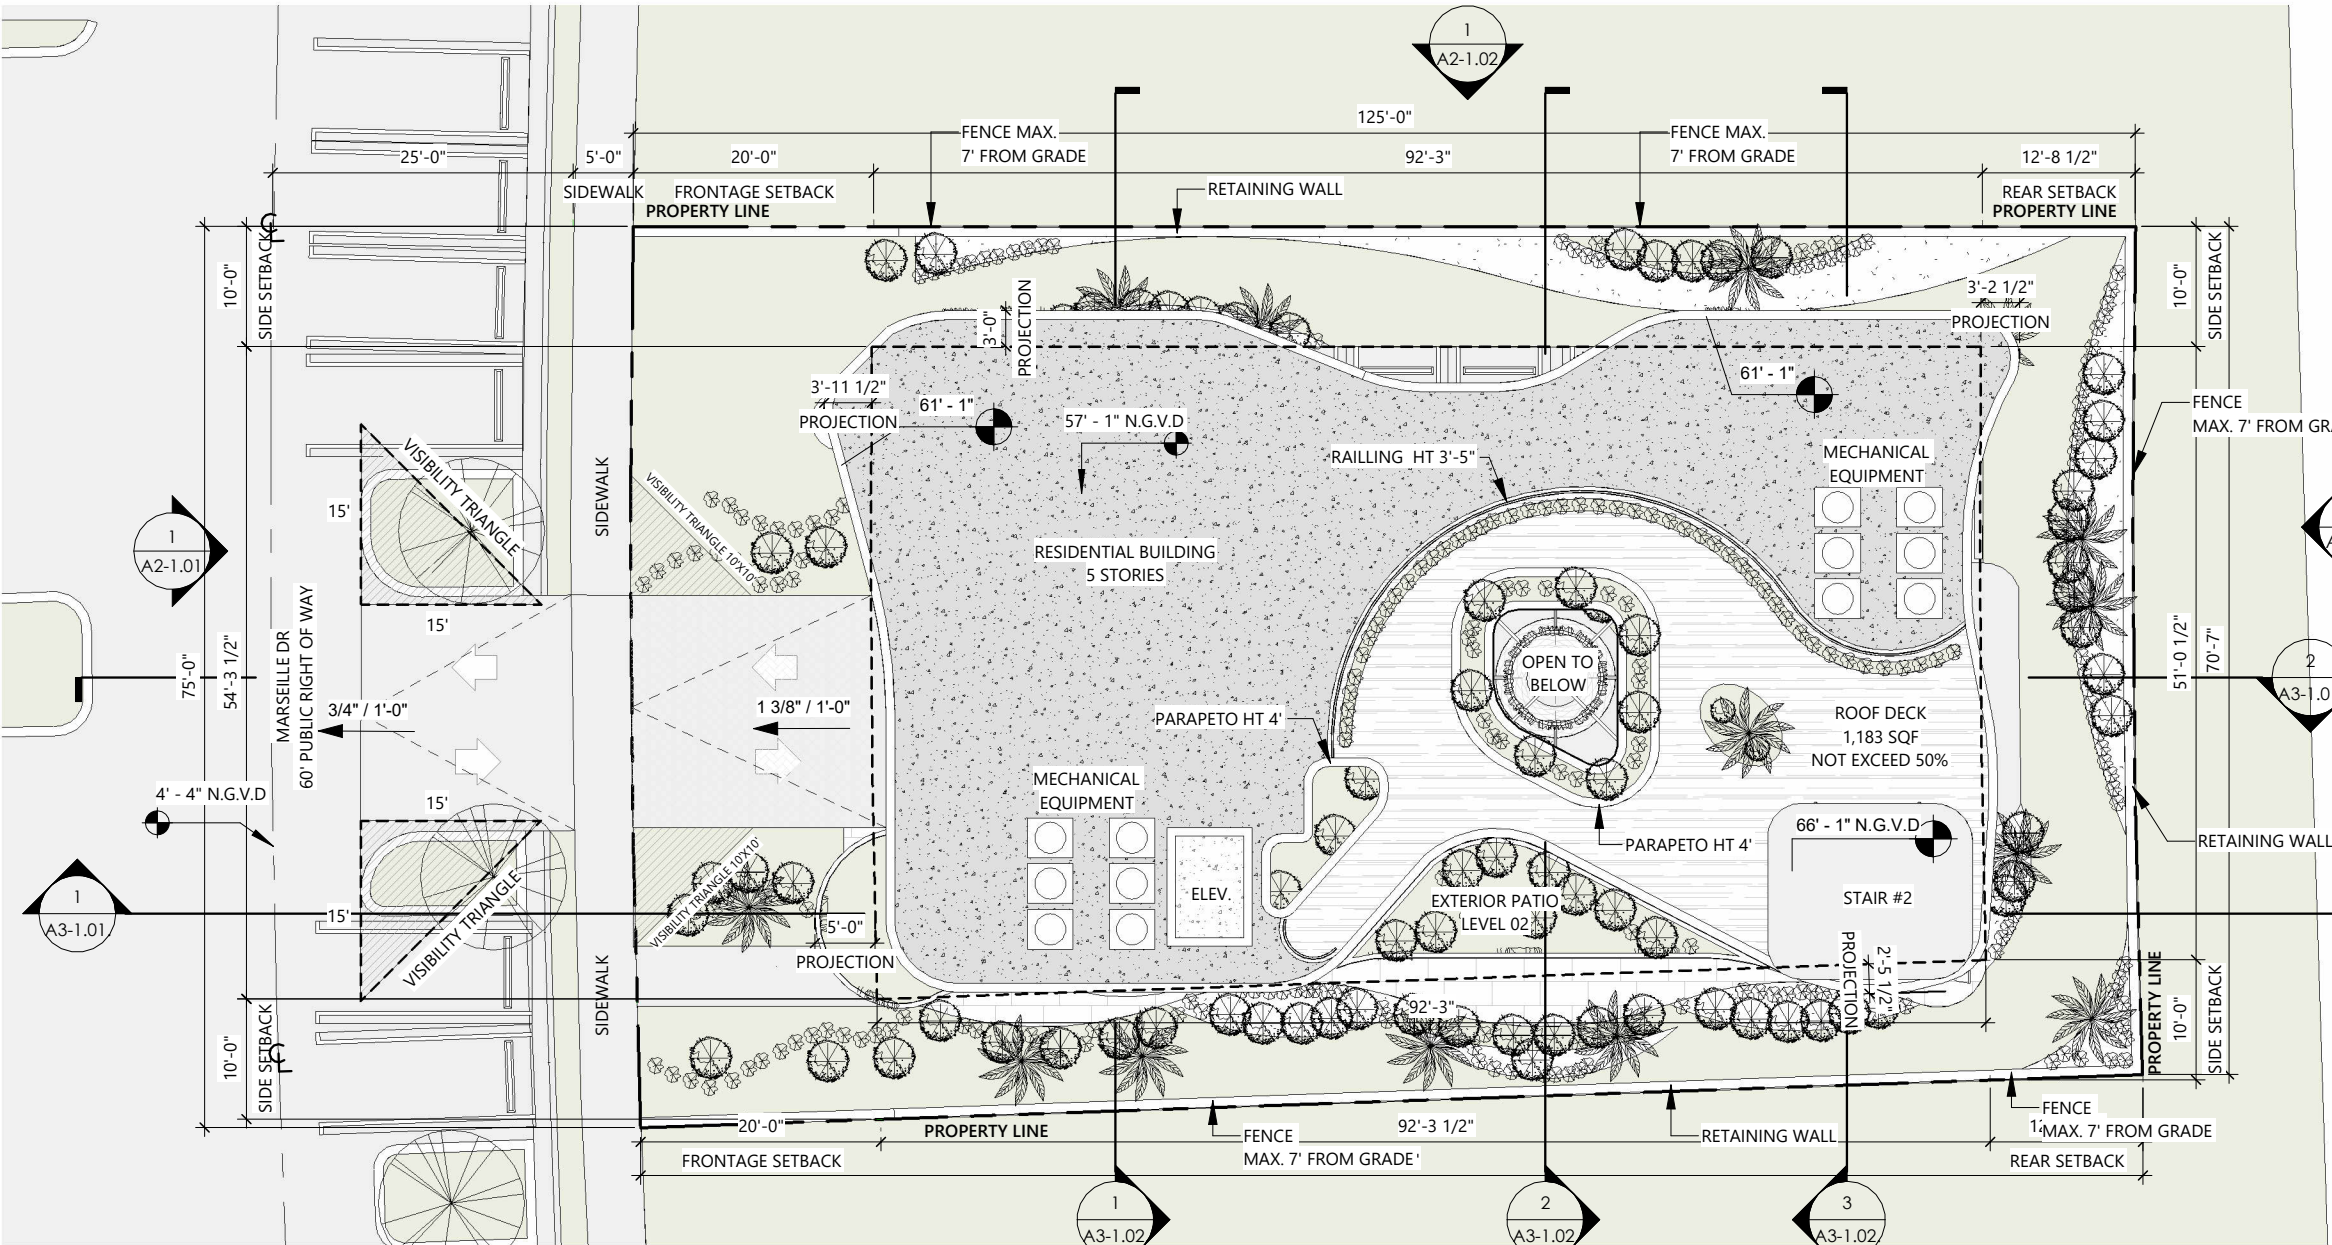 1
A2-1.02
125'-0"
FENCE MAX.
7' FROM GRADE
FENCE MAX.
7' FROM GRADE
25'-0"
5'-0"
20'-0"
92'-3"
12'-8 1/2"
SIDEWALK
FRONTAGE SETBACK
RETAINING WALL
REAR SETBACK
PROPERTY LINE
PROPERTY LINE
10'-0"
SIDE SETBACK
3'-0"
PROJECTION
3'-2 1/2"
PROJECTION
10'-0"
SIDE SETBACK
3'-11 1/2"
PROJECTION
61' - 1"
57' - 1" N.G.V.D
61' - 1"
FENCE
VISIBILITY TRIANGLE
RAILLING HT 3'-5"
MECHANICAL
EQUIPMENT
MAX. 7' FROM
15'
SIDEWALK
VISIBILITY TRIANGLE 10'X10'
1
A2-1.01
RESIDENTIAL BUILDING
5 STORIES
15'
MARSEILLE DR
60' PUBLIC RIGHT OF WAY
75'-0"
54'-3 1/2"
OPEN TO
BELOW
51'-0 1/2"
70'-7"
2
3/4" / 1'-0"
1 3/8" / 1'-0"
PARAPETO HT 4'
ROOF DECK
1,183 SQF
NOT EXCEED 50%
MECHANICAL
EQUIPMENT
4' - 4" N.G.V.D
15'
66' - 1" N.G.V.D
PARAPETO HT 4'
RETAINING WALL
VISIBILITY TRIANGLE
15'
VISIBILITY TRIANGLE 10'X10'
1
A3-1.01
ELEV.
EXTERIOR PATIO
LEVEL 02
STAIR #2
5'-0"
PROJECTION
PROJECTION
2'-5 1/2"
SIDEWALK
92'-3"
10'-0"
SIDE SETBACK
PROPERTY LINE
10'-0"
SIDE SETBACK
20'-0"
PROPERTY LINE
92'-3 1/2"
FENCE
MAX. 7' FROM GRADE
FRONTAGE SETBACK
FENCE
MAX. 7' FROM GRADE'
RETAINING WALL
REAR SETBACK
1
A3-1.02
2
A3-1.02
3
A3-1.02